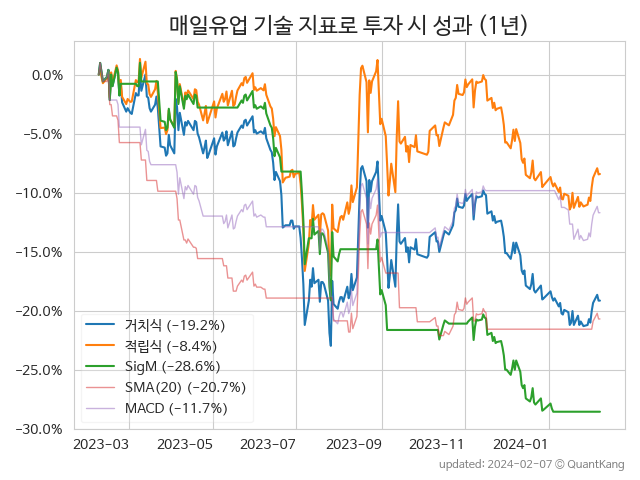 매일유업 기술 지표로 투자 시 성과 (1년)
0.0%
−5.0%
−10.0%
−15.0%
−20.0%
−25.0%
−30.0%
거치식 (−19.2%)
적립식 (−8.4%)
SigM (−28.6%)
SMA(20) (−20.7%)
MACD (−11.7%)
2023-03 2023-05 2023-07 2023-09 2023-11 2024-01
updated: 2024-02-07 © QuantKang